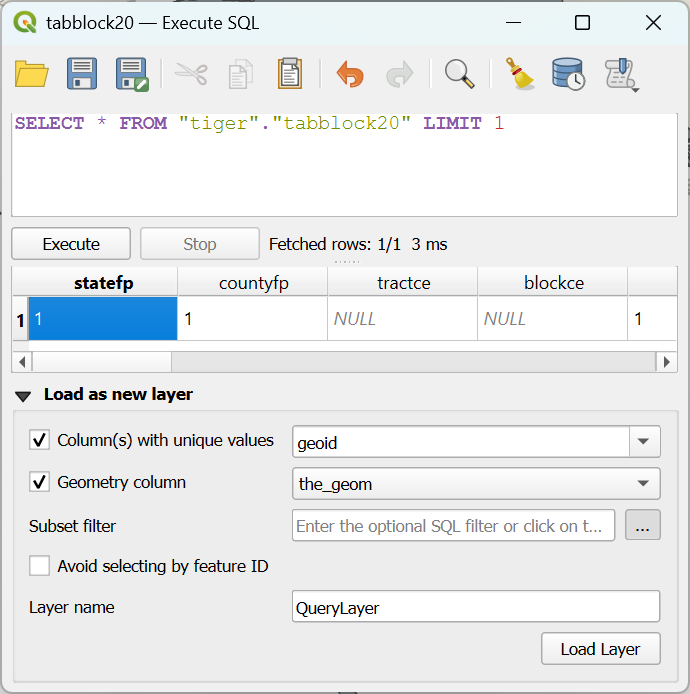 tabblock20 — Execute SQL
SELECT * FROM "tiger"."tabblock20" LIMIT 1
Execute Stop Fetched rows: 1/1 3 ms
statefp countyfp tractce blockce
1 1 1 NULL NULL 1
Load as new layer
Column(s) with unique values geoid
Geometry column the_geom
Subset filter Enter the optional SQL filter or click on t... ...
Avoid selecting by feature ID
Layer name QueryLayer
Load Layer